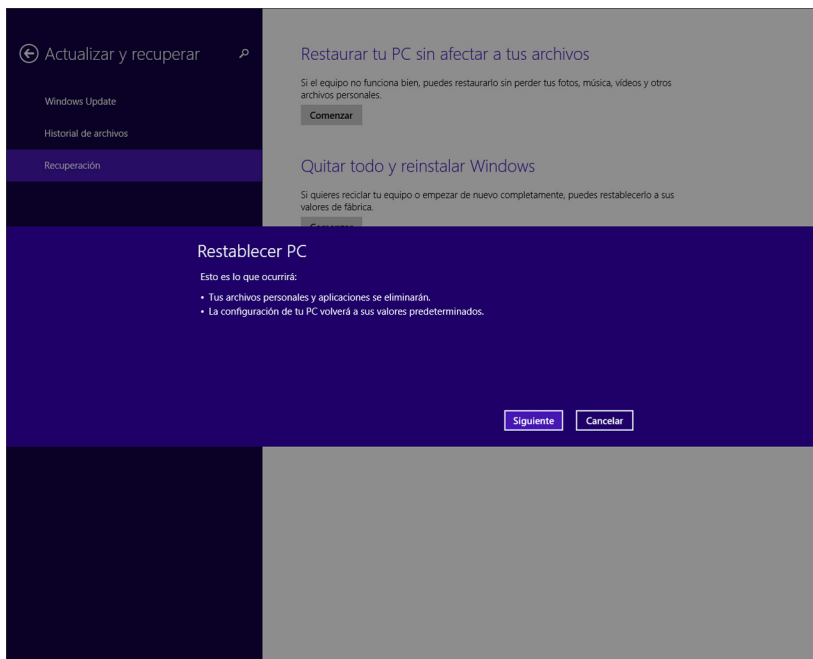 Actualizar y recuperar
Windows Update
Historial de archivos
Recuperación
Restaurar tu PC sin afectar a tus archivos
Si el equipo no funciona bien, puedes restaurarlo sin perder tus fotos, música, vídeos y otros
archivos personales.
Comenzar
Quitar todo y reinstalar Windows
Si quieres reciclar tu equipo o empezar de nuevo completamente, puedes restablecerlo a sus
valores de fábrica.
Restablecer PC
Esto es lo que ocurrirá:
• Tus archivos personales y aplicaciones se eliminarán.
• La configuración de tu PC volverá a sus valores predeterminados.
Siguiente
Cancelar